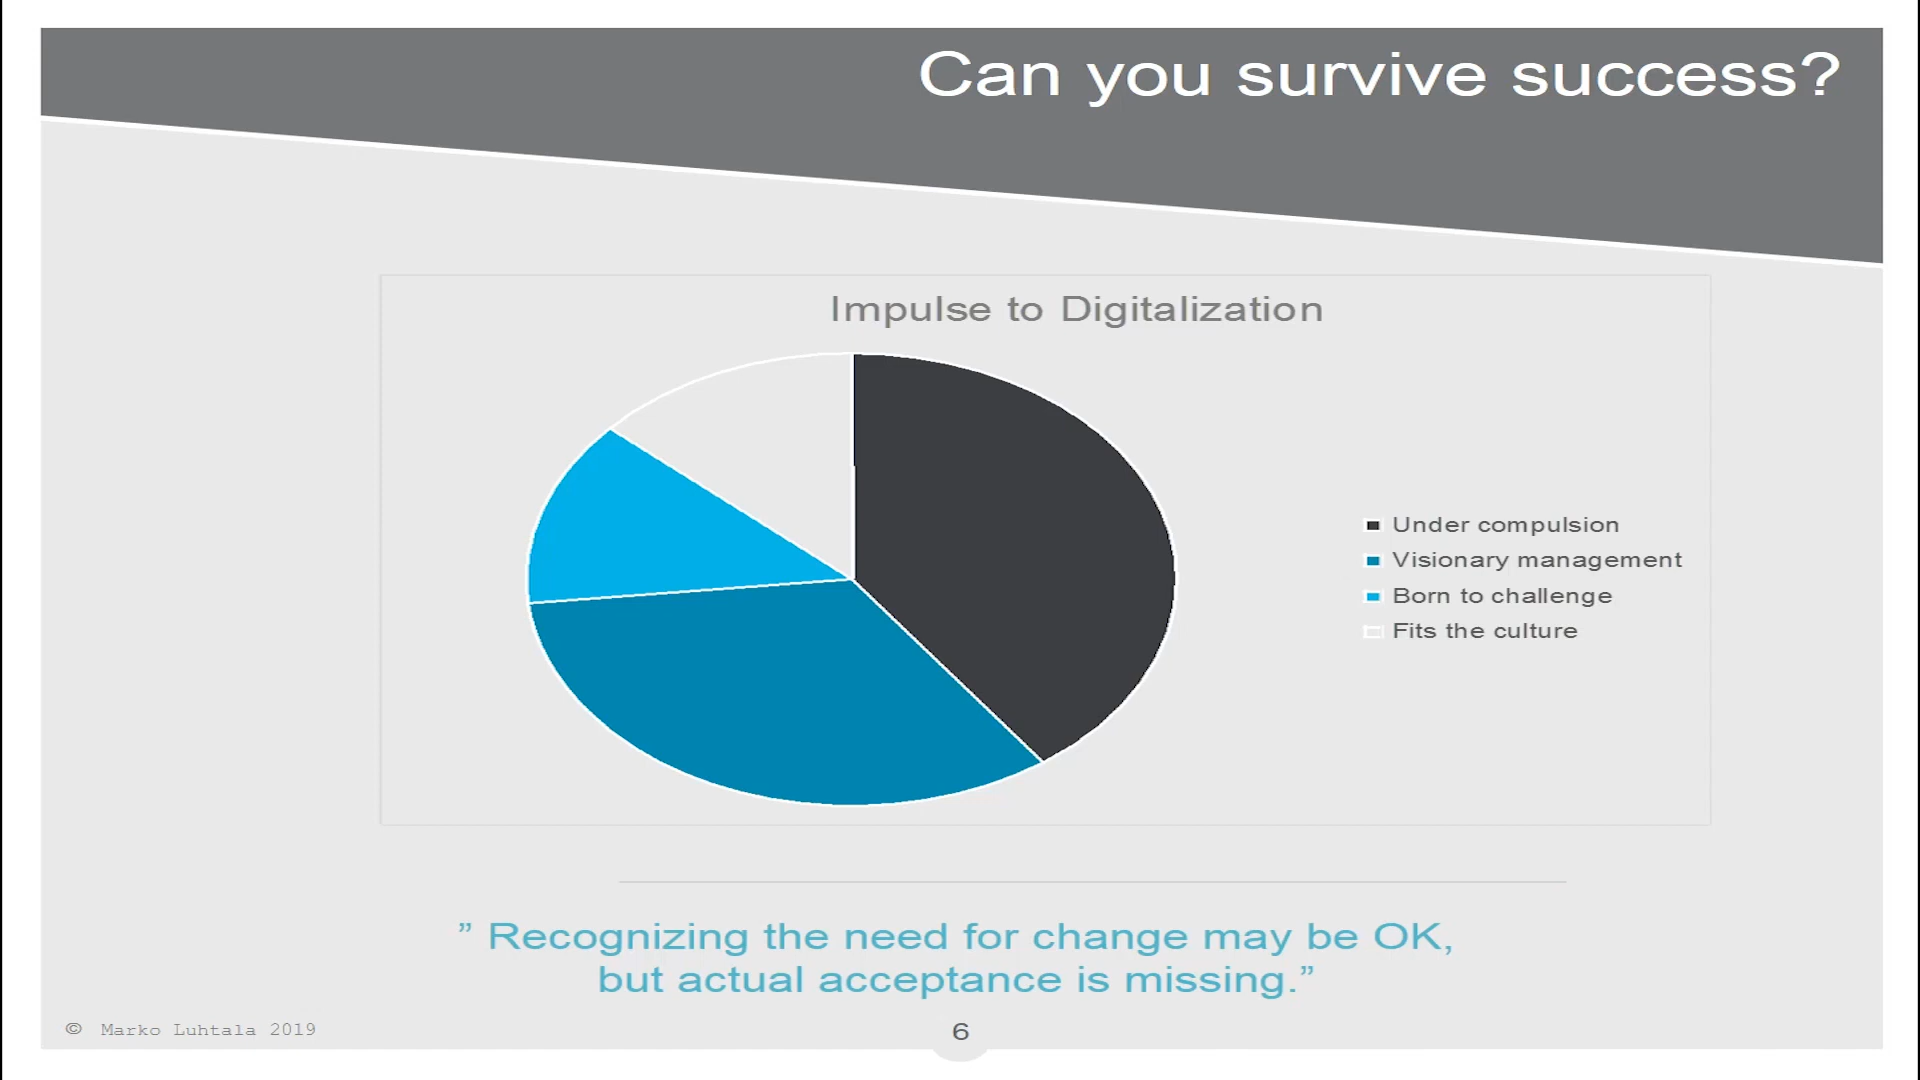 Can you survive success?
Impulse to Digitalization
Under compulsion
Visionary management
Born to challenge
Fits the culture
” Recognizing the need for change may be OK,
but actual acceptance is missing.”
© Marko Luhtala 2019
6